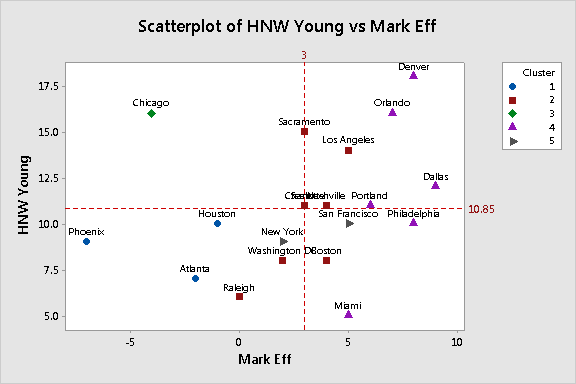 Scatterplot of HNW Young vs Mark Eff
3
Denver
Cluster
1
2
3
4
5
17.5
Chicago
Orlando
Sacramento
15.0
Los Angeles
HNW Young
12.5
Dallas
Nashville
Portland
10.85
Houston
San Francisco
Philadelphia
10.0
Phoenix
New York
Washington DC
Boston
7.5
Atlanta
Raleigh
Miami
5.0
-5
0
5
10
Mark Eff